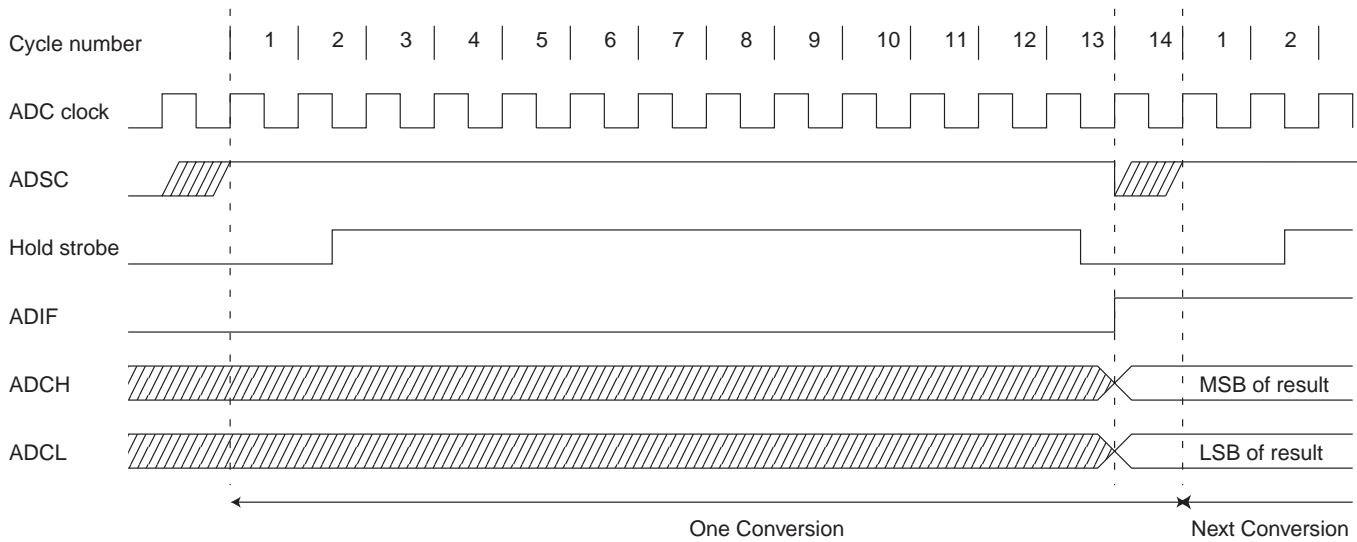 Cycle number 1 2 3 4 5 6 7 8 9 10 11 12 13 14 1 2
ADC clock
ADSC
Hold strobe
ADIF
ADCH MSB of result
ADCL LSB of result
One Conversion Next Conversion